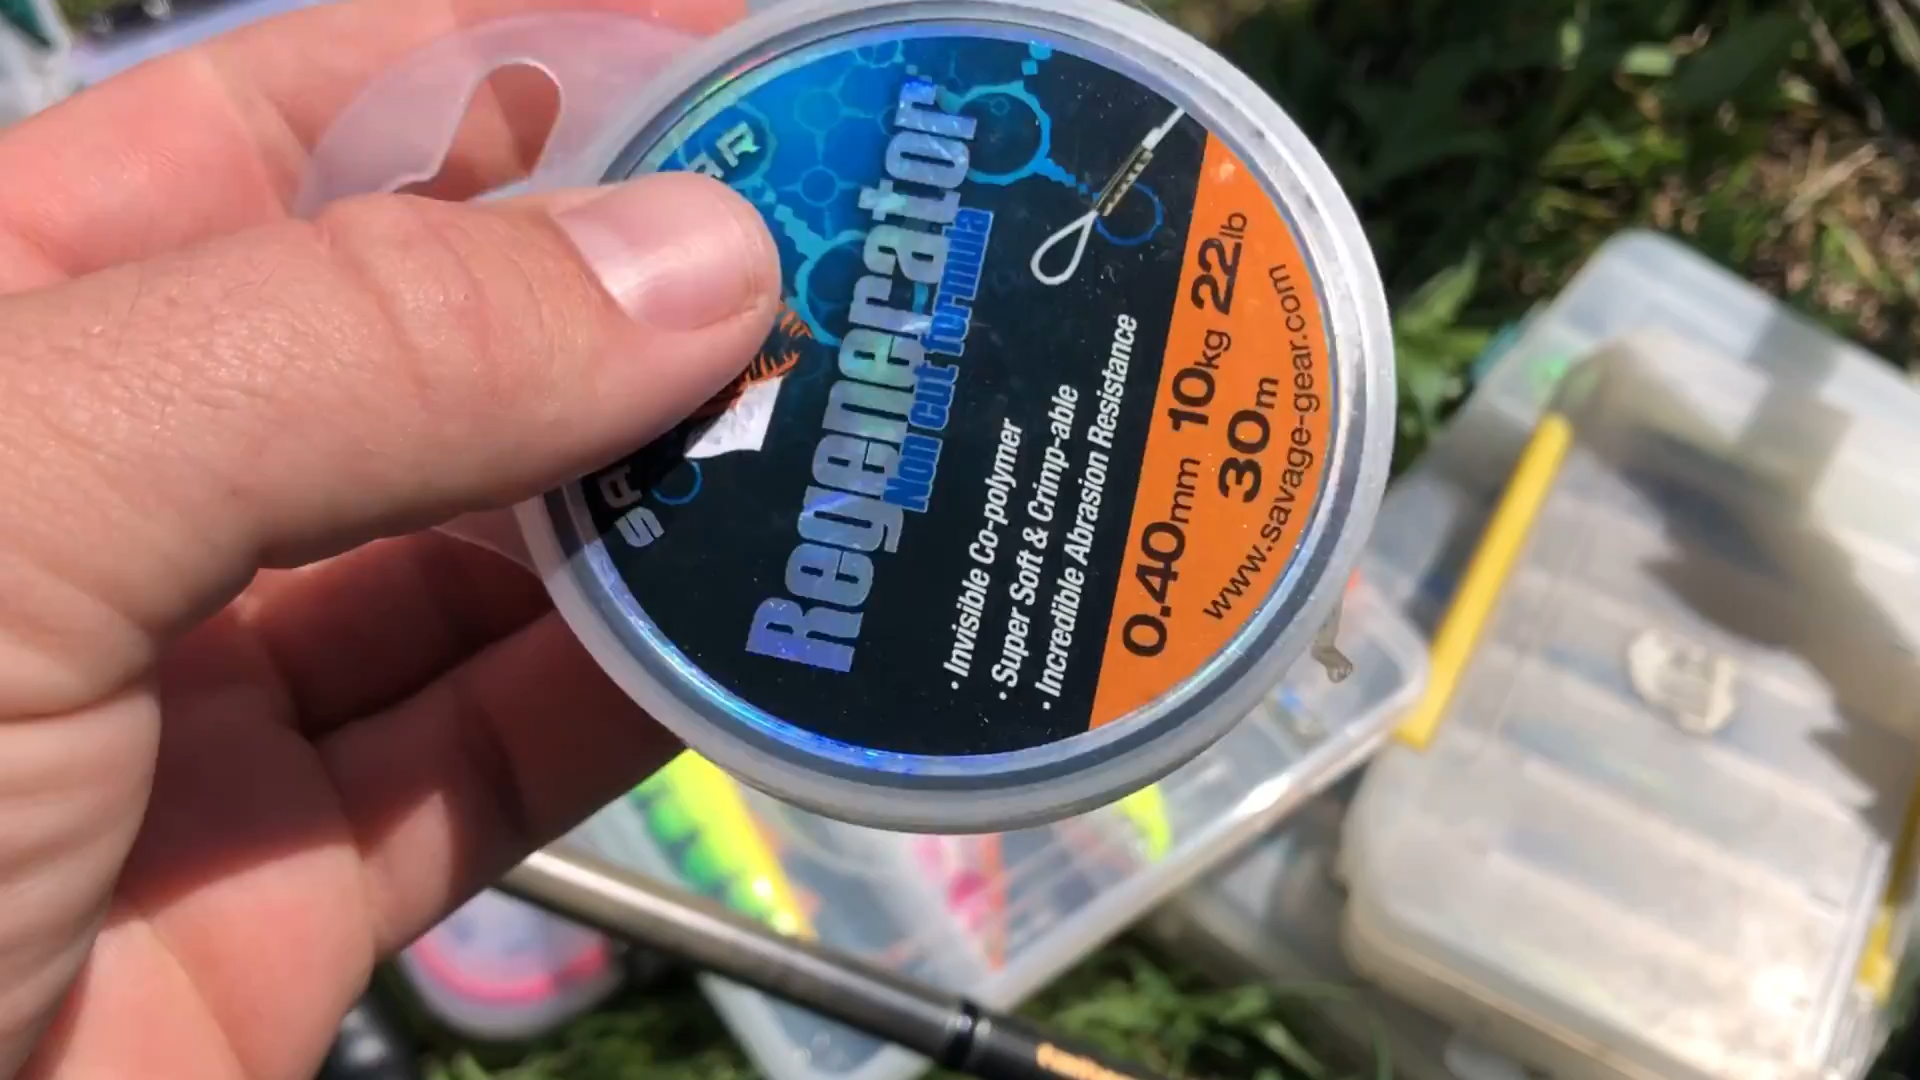 Regenerator
Non cut formula
• Invisible Co-polymer
• Super Soft & Crimp-able
• Incredible Abrasion Resistance
0.40mm 10kg 22lb
30m
www.savage-gear.com